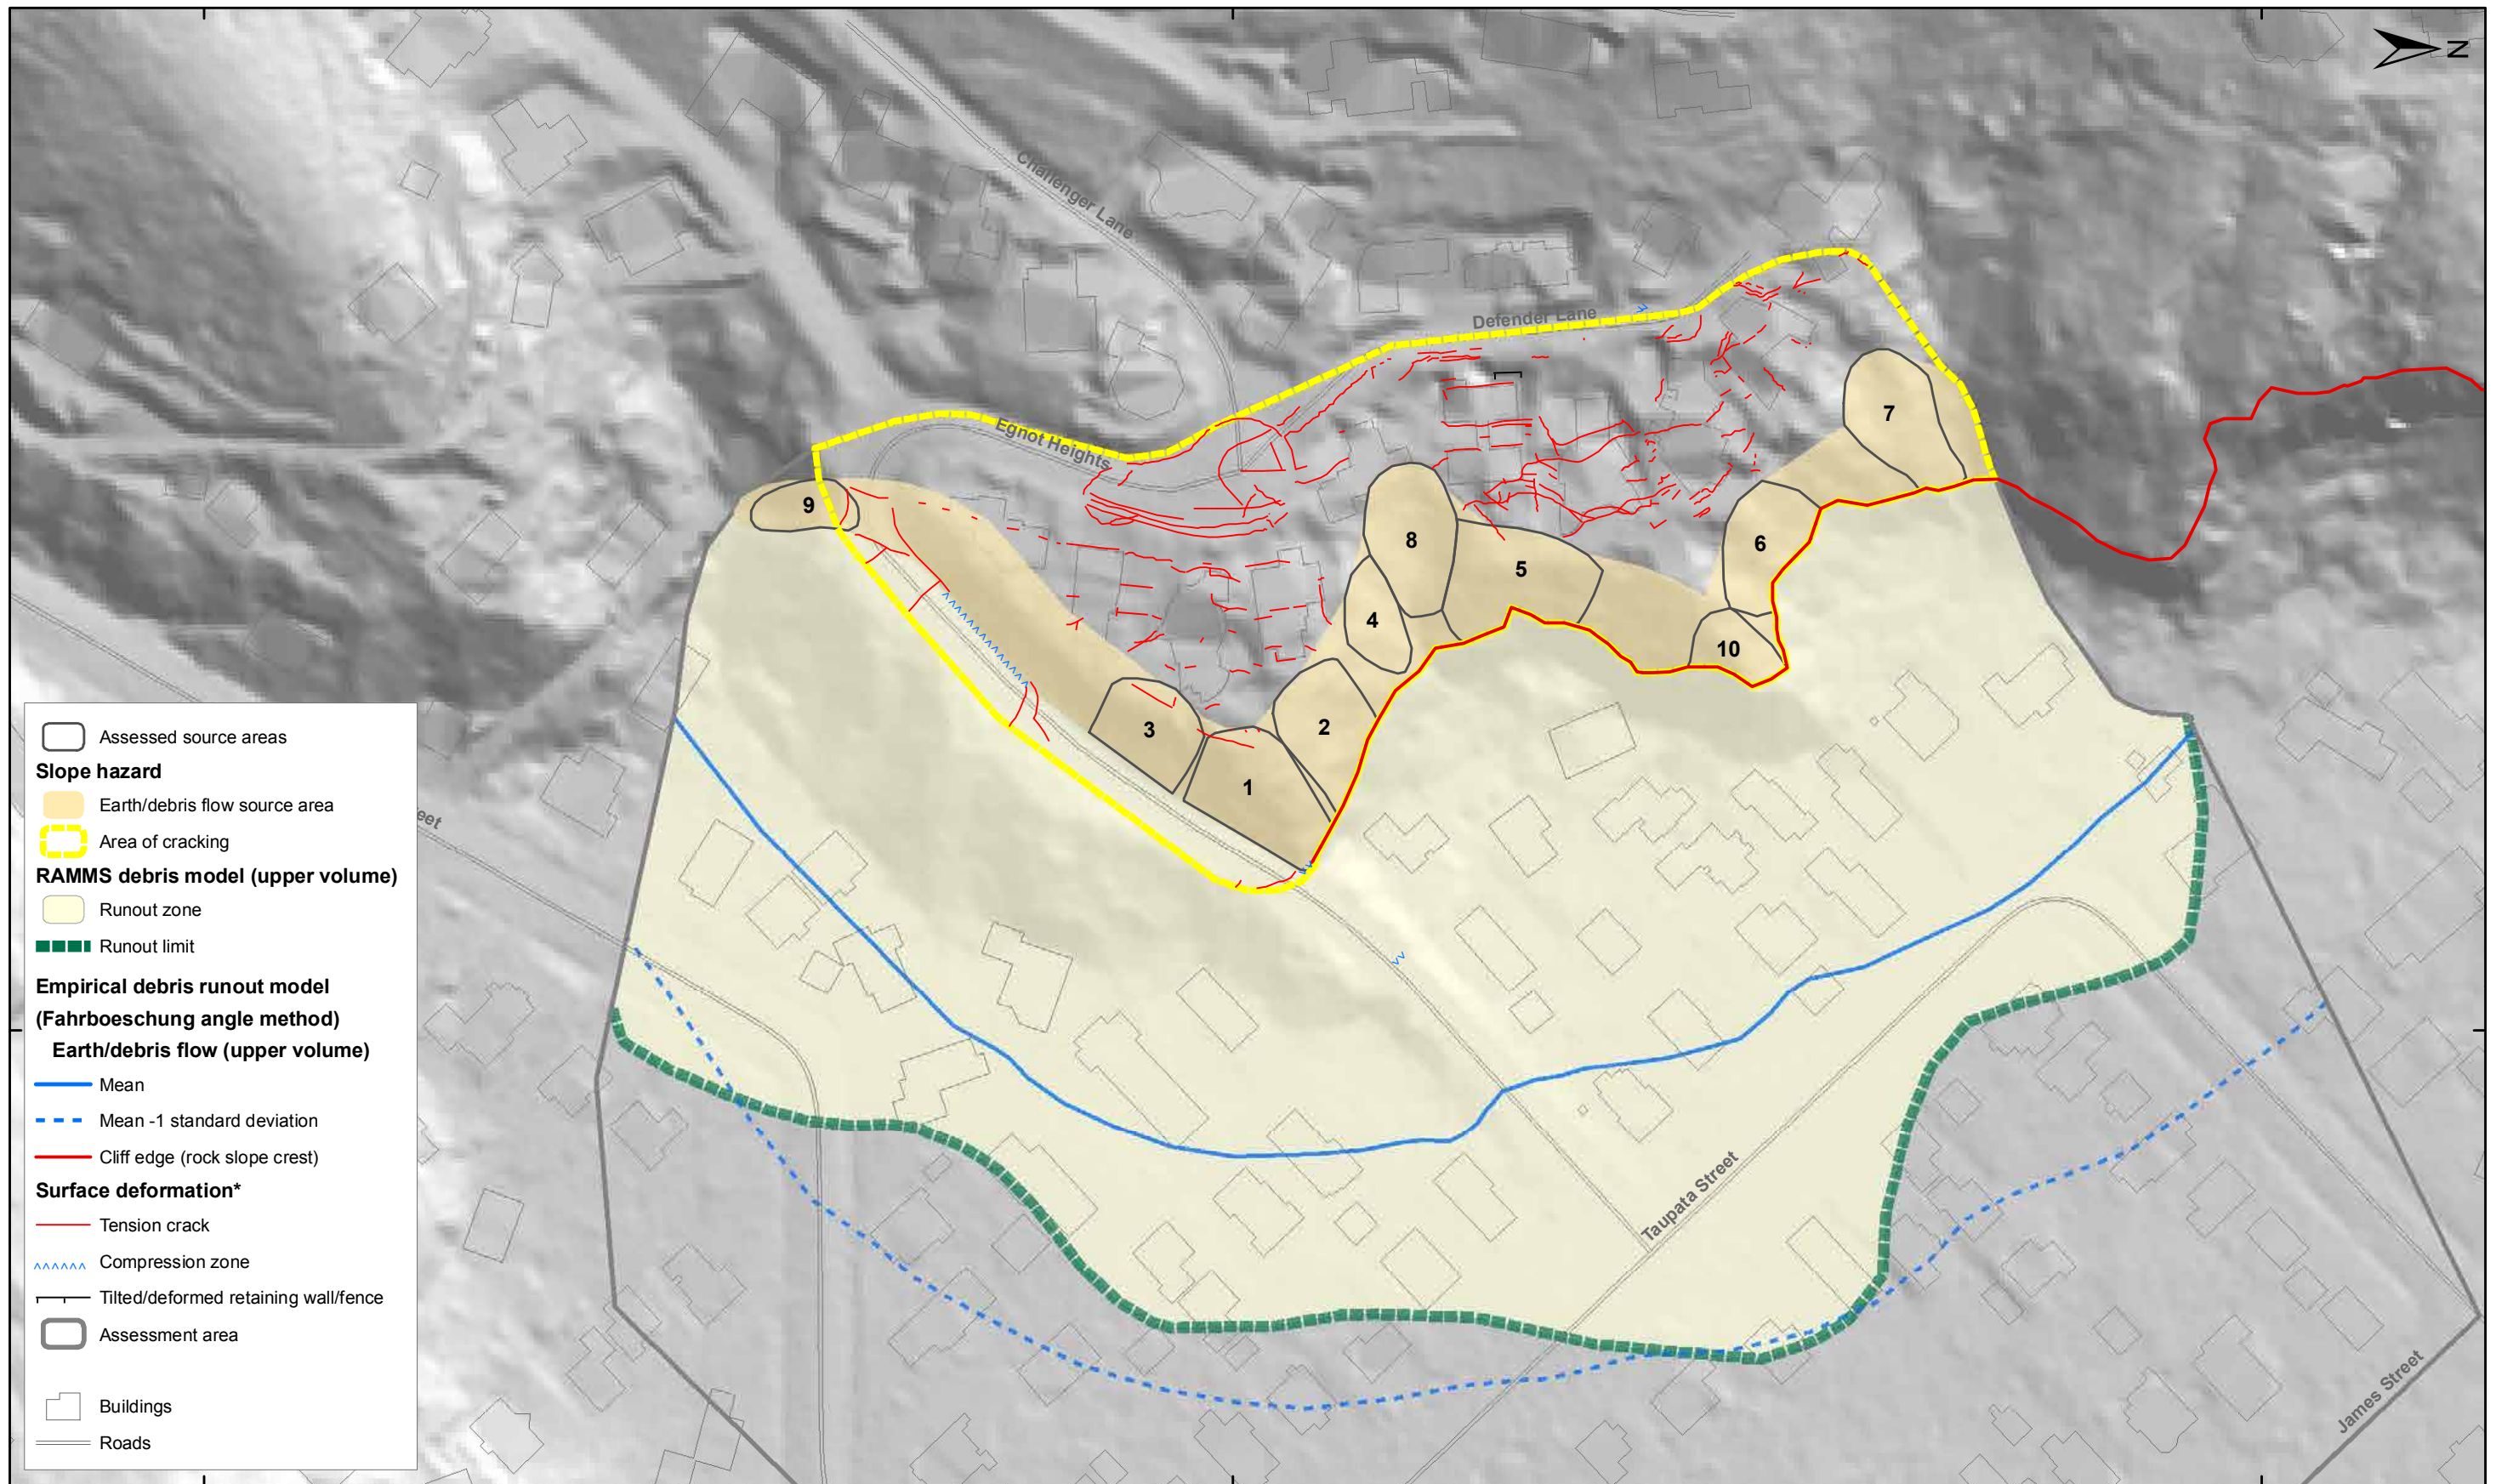 N
Challenger Lane
Defender Lane
Egnot Heights
7
9
8
6
5
4
10
3
2
1
eet
Taupata Street
James Street
Assessed source areas
Slope hazard
Earth/debris flow source area
Area of cracking
RAMMS debris model (upper volume)
Runout zone
Runout limit
Empirical debris runout model
(Fahrboeschung angle method)
Earth/debris flow (upper volume)
Mean
Mean -1 standard deviation
Cliff edge (rock slope crest)
Surface deformation*
Tension crack
Compression zone
Tilted/deformed retaining wall/fence
Assessment area
Buildings
Roads